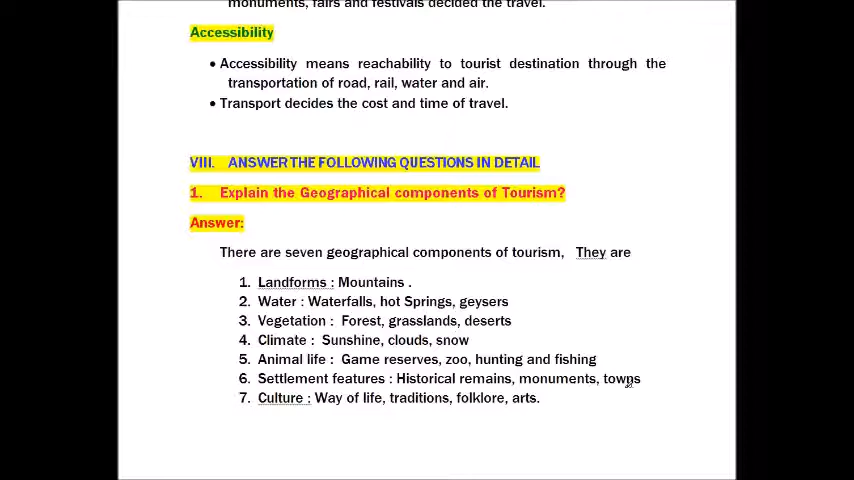 monuments, fairs and festivals decided the travel.
Accessibility
• Accessibility means reachability to tourist destination through the
transportation of road, rail, water and air.
• Transport decides the cost and time of travel.
VIII. ANSWER THE FOLLOWING QUESTIONS IN DETAIL
1. Explain the Geographical components of Tourism?
Answer:
There are seven geographical components of tourism, They are
1. Landforms : Mountains .
2. Water : Waterfalls, hot Springs, geysers
3. Vegetation : Forest, grasslands, deserts
4. Climate : Sunshine, clouds, snow
5. Animal life : Game reserves, zoo, hunting and fishing
6. Settlement features : Historical remains, monuments, towns
7. Culture : Way of life, traditions, folklore, arts.